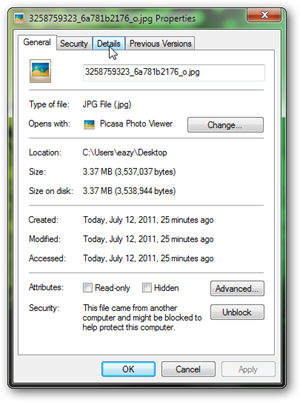 3258759323_6a781b2176_o.jpg Properties
General Security Details Previous Versions
3258759323_6a781b2176_o.jpg
Type of file: JPG File (.jpg)
Opens with: Picasa Photo Viewer Change...
Location: C:\Users\eazy\Desktop
Size: 3.37 MB (3,537,037 bytes)
Size on disk: 3.37 MB (3,538,944 bytes)
Created: Today, July 12, 2011, 25 minutes ago
Modified: Today, July 12, 2011, 25 minutes ago
Accessed: Today, July 12, 2011, 25 minutes ago
Attributes: Read-only Hidden Advanced...
Security: This file came from another
computer and might be blocked to
help protect this computer.
Unblock
OK Cancel Apply